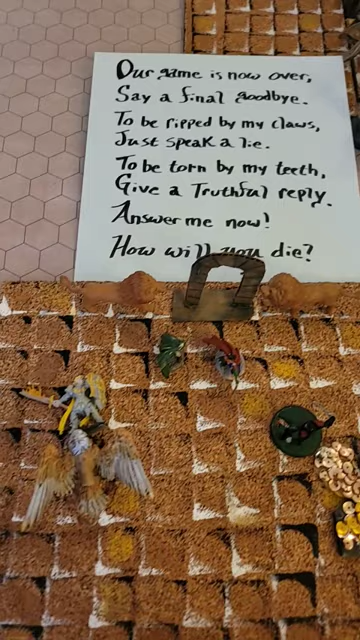 Our game is now over,
Say a final goodbye.
To be ripped by my claws,
Just speak a lie.
To be torn by my teeth,
Give a Truthful reply.
Answer me now!
How will you die?